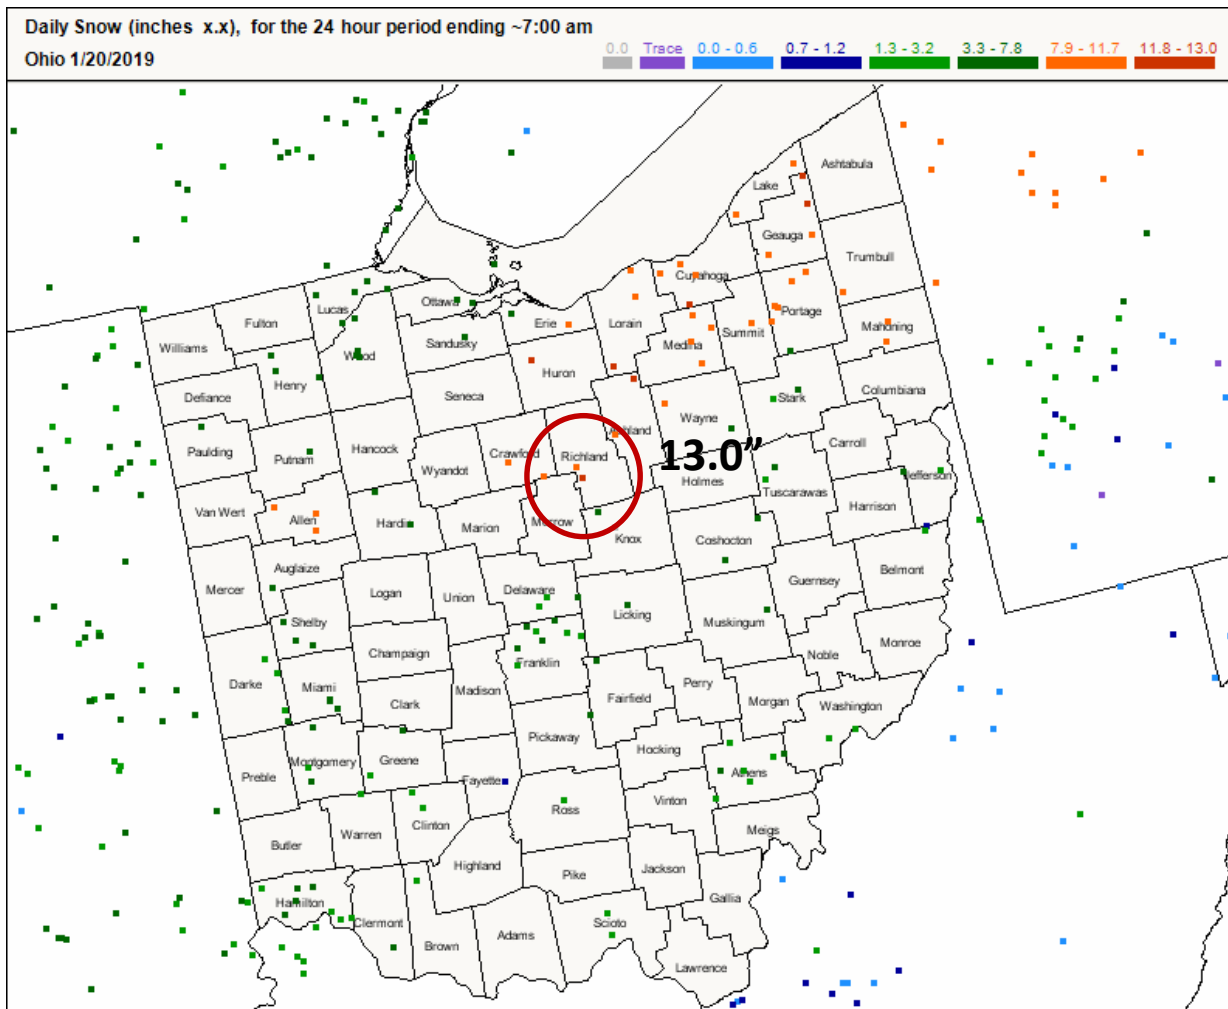 Daily Snow (inches x.x), for the 24 hour period ending ~7:00 am
Ohio 1/20/2019
0.0 Trace 0.0 - 0.6 0.7 - 1.2 1.3 - 3.2 3.3 - 7.8 7.9 - 11.7 11.8 - 13.0
Ashtabula
Lake
Geauga
Trumbull
Cuyahoga
Ottawa
Lucas
Portage
Fulton
Erie
Lorain
Mahoning
Summit
Sandusky
Medina
Williams
Wood
Huron
Henry
Columbiana
Seneca
Defiance
Stark
Wayne
Ashland
Carroll
Hancock
Paulding
Crawford
Richland
13.0”
Putnam
Wyandot
Jefferson
Holmes
Tuscarawas
Harrison
Van Wert
Allen
Hardin
Morrow
Marion
Knox
Coshocton
Auglaize
Belmont
Guernsey
Mercer
Delaware
Logan
Union
Licking
Shelby
Muskingum
Monroe
Champaign
Noble
Franklin
Darke
Miami
Madison
Perry
Fairfield
Morgan
Clark
Washington
Pickaway
Hocking
Greene
Montgomery
Athens
Preble
Fayette
Vinton
Ross
Clinton
Meigs
Warren
Butler
Highland
Jackson
Pike
Gallia
Hamilton
Clermont
Scioto
Adams
Brown
Lawrence